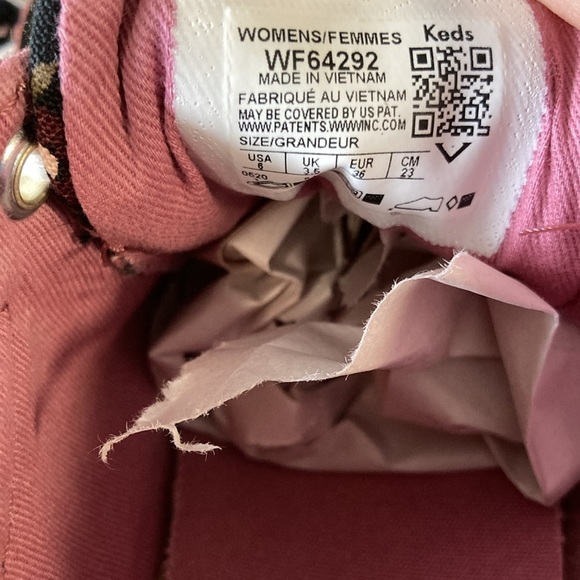 WOMENS/FEMMES Keds
WF64292
MADE IN VIETNAM
FABRIQUÉ AU VIETNAM
MAY BE COVERED BY US PAT.
WWW.PATENTS.WWWINC.COM
SIZE/GRANDEUR
USA UK EUR CM
6 3.5 36 23
0620